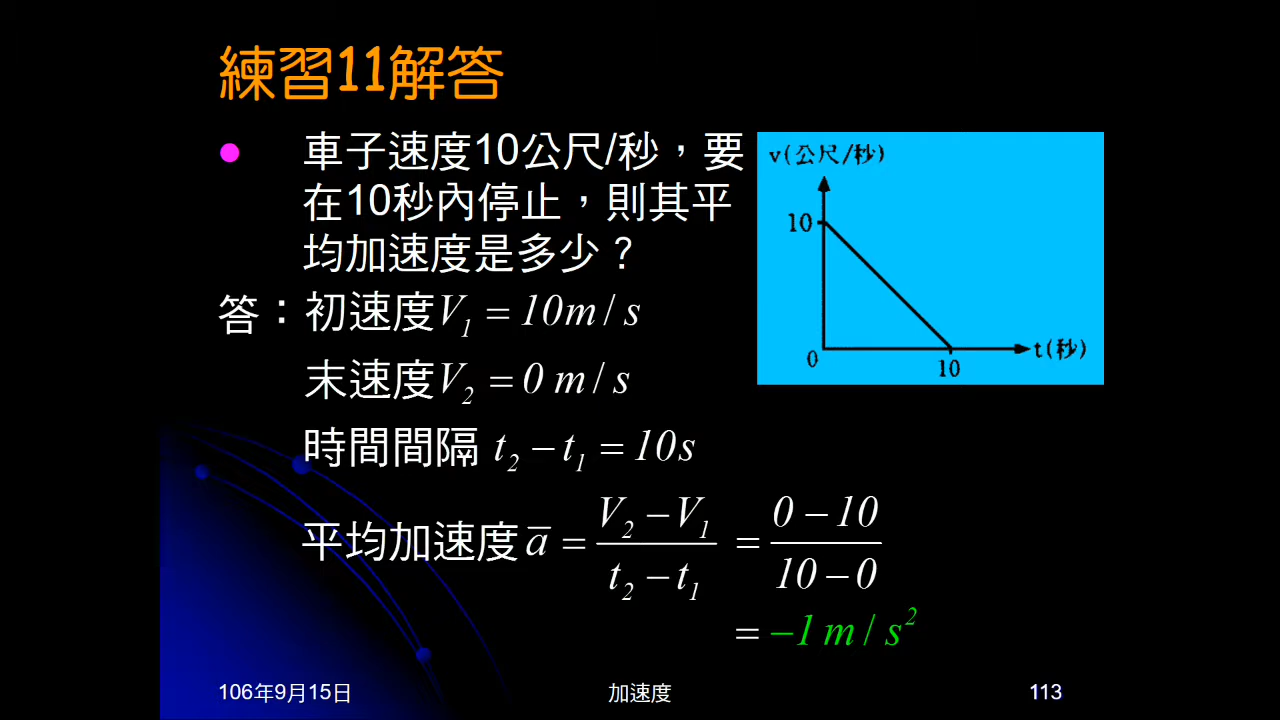 練習11解答
車子速度10公尺/秒，要
在10秒內停止，則其平
均加速度是多少？
v(公尺/秒)
10
0
10
t(秒)
答：初速度V₁ = 10m / s
末速度V₂ = 0 m / s
時間間隔 t₂ − t₁ = 10s
平均加速度 a̅ = (V₂ − V₁)/(t₂ − t₁) = (0 − 10)/(10 − 0)
= −1 m / s²
106年9月15日
加速度
113